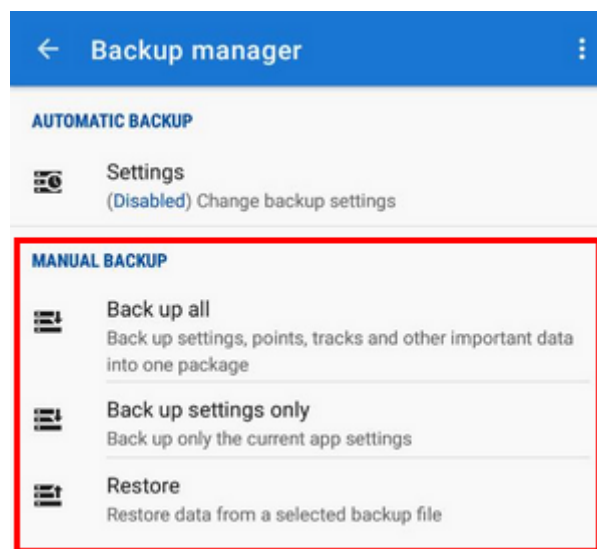 Backup manager
AUTOMATIC BACKUP
Settings
(Disabled) Change backup settings
MANUAL BACKUP
Back up all
Back up settings, points, tracks and other important data
into one package
Back up settings only
Back up only the current app settings
Restore
Restore data from a selected backup file